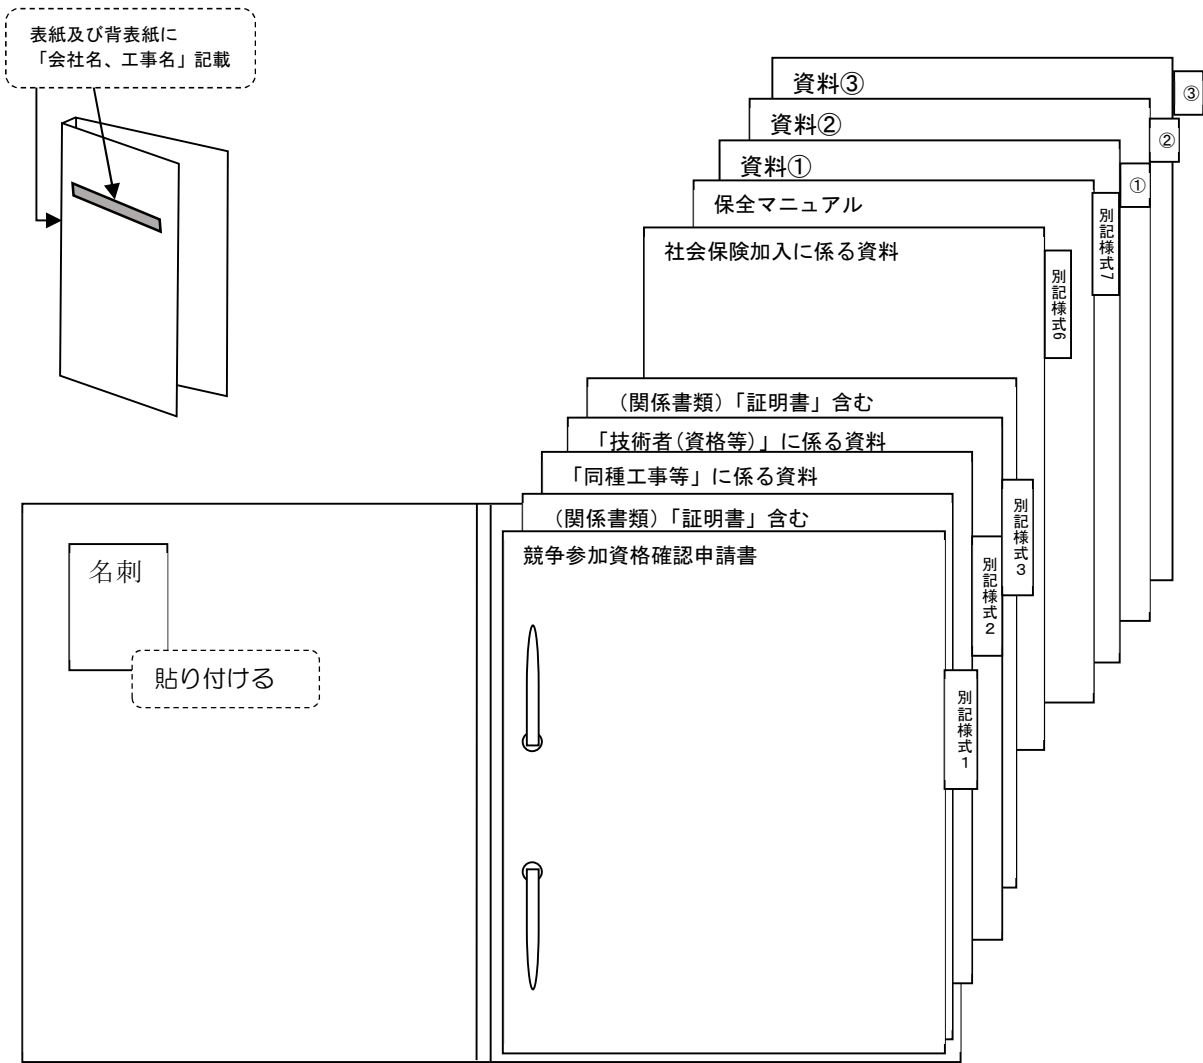 表紙及び背表紙に
「会社名、工事名」記載
資料③
③
資料②
②
資料①
①
保全マニュアル
別記様式7
社会保険加入に係る資料
別記様式6
（関係書類）「証明書」含む
「技術者（資格等）」に係る資料
別記様式3
「同種工事等」に係る資料
別記様式2
（関係書類）「証明書」含む
競争参加資格確認申請書
別記様式1
名刺
貼り付ける